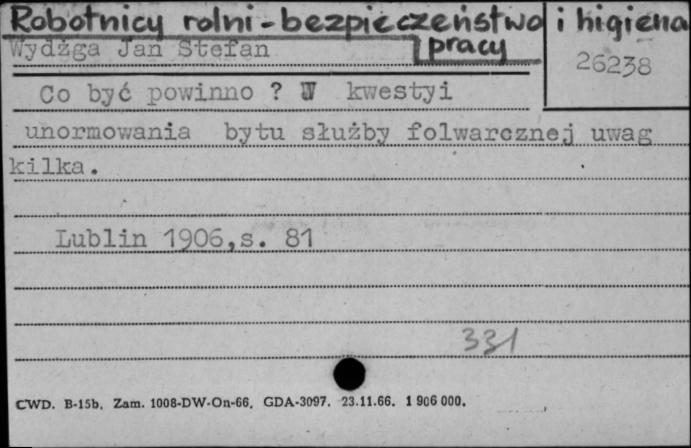 Robotnicy rolni - bezpieczeństwo i higiena
pracy
Wydżga Jan Stefan
26238
Co być powinno ? W kwestyi
unormowania bytu służby folwarcznej uwag
kilka.
Lublin 1906,s. 81
331
CWD. B-15b. Zam. 1008-DW-On-66. GDA-3097. 23.11.66. 1 906 000.